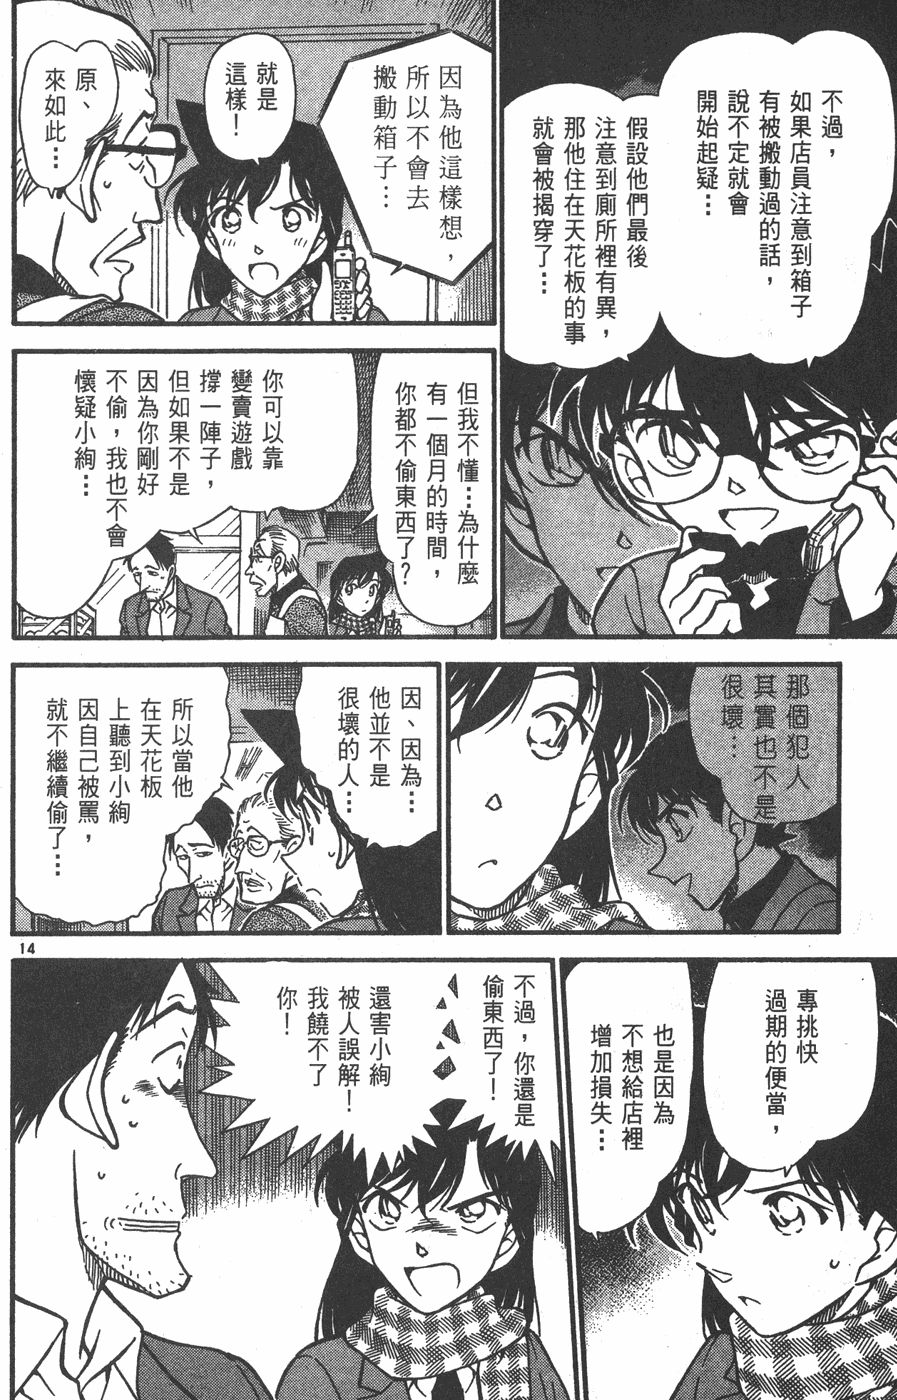 不過，
如果店員注意到箱子
有被搬動過的話，
說不定就會
開始起疑…
假設他們最後
注意到廁所裡有異，
那他住在天花板的事
就會被揭穿了…
因為他這樣想，
所以不會去
搬動箱子…
就是
這樣！
原、
來如此…
但我不懂…為什麼
有一個月的時間，
你都不偷東西了？
你可以靠
變賣遊戲
撐一陣子，
但如果不是
因為你剛好
不偷，我也不會
懷疑小絢…
那個犯人
其實也不是
很壞…
因、因為…
他並不是
很壞的人…
所以當他
在天花板
上聽到小絢
因自己被罵，
就不繼續偷了…
14
專挑快
過期的便當，
也是因為
不想給店裡
增加損失…
不過，你還是
偷東西了！
還害小絢
被人誤解！
我饒不了
你！